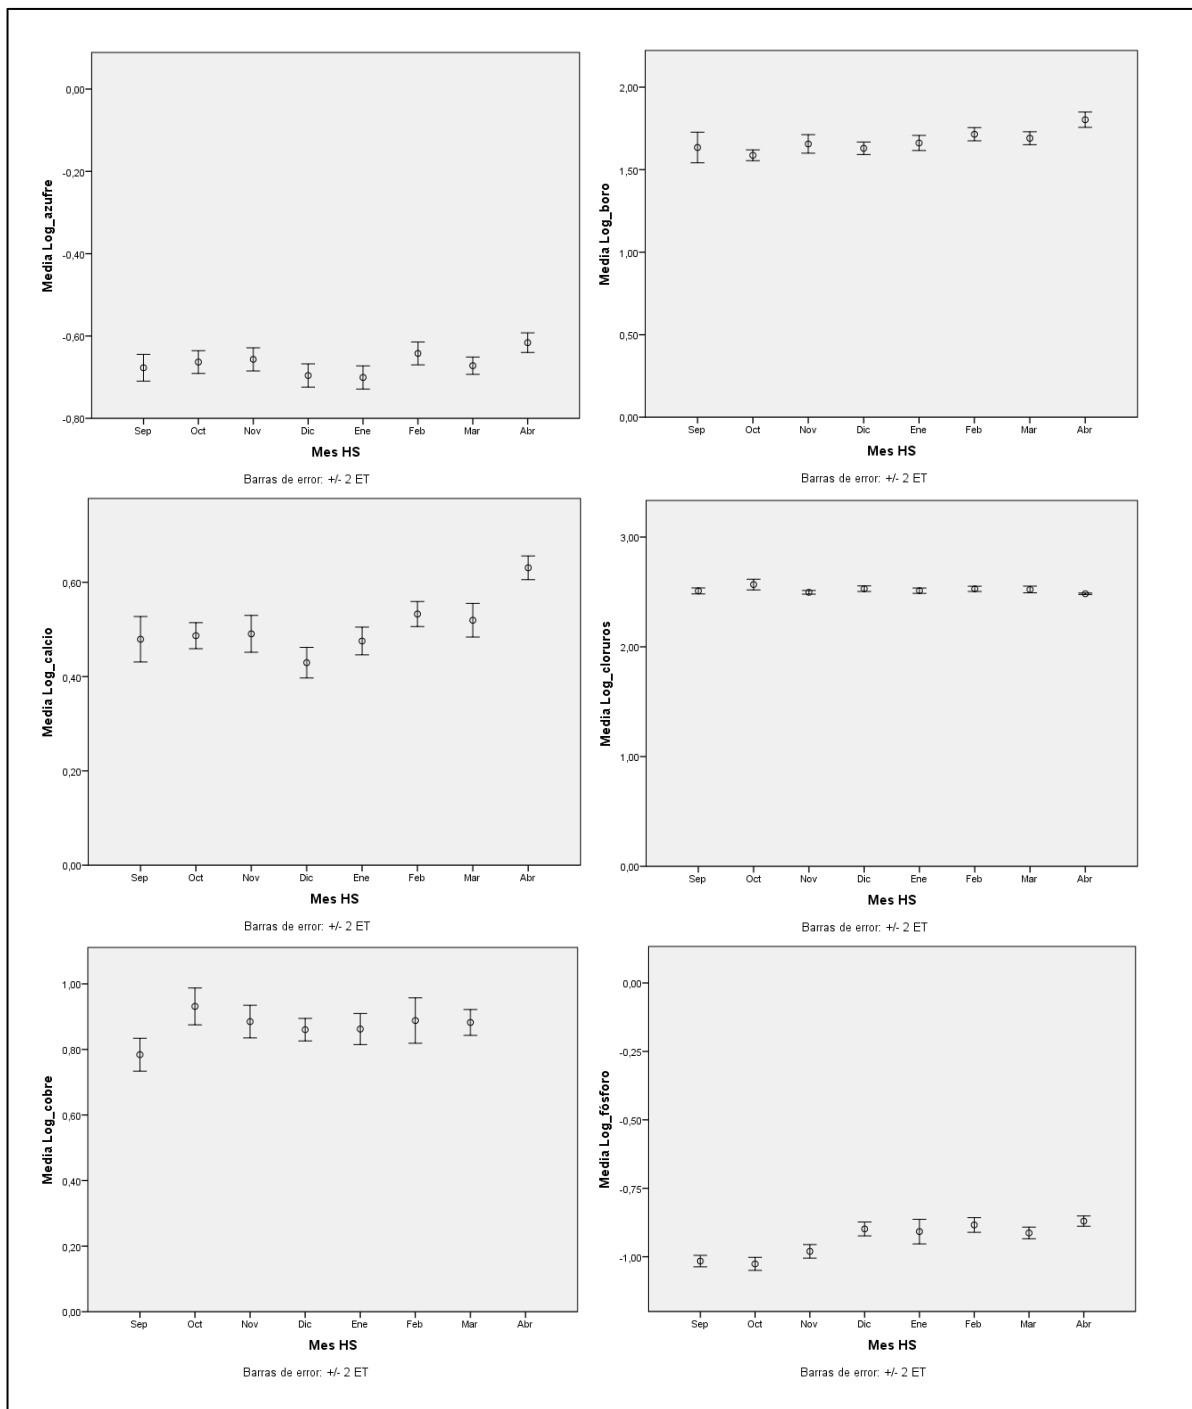 Media Log_azufre
0,00
-0,20
-0,40
-0,60
-0,80
Sep Oct Nov Dic Ene Feb Mar Abr
Mes HS
Barras de error: +/- 2 ET
Media Log_boro
2,00
1,50
1,00
0,50
0,00
Sep Oct Nov Dic Ene Feb Mar Abr
Mes HS
Barras de error: +/- 2 ET
Media Log_calcio
0,60
0,40
0,20
0,00
Sep Oct Nov Dic Ene Feb Mar Abr
Mes HS
Barras de error: +/- 2 ET
Media Log_cloruros
3,00
2,00
1,00
0,00
Sep Oct Nov Dic Ene Feb Mar Abr
Mes HS
Barras de error: +/- 2 ET
Media Log_cobre
1,00
0,80
0,60
0,40
0,20
0,00
Sep Oct Nov Dic Ene Feb Mar Abr
Mes HS
Barras de error: +/- 2 ET
Media Log_fósforo
0,00
-0,25
-0,50
-0,75
-1,00
Sep Oct Nov Dic Ene Feb Mar Abr
Mes HS
Barras de error: +/- 2 ET